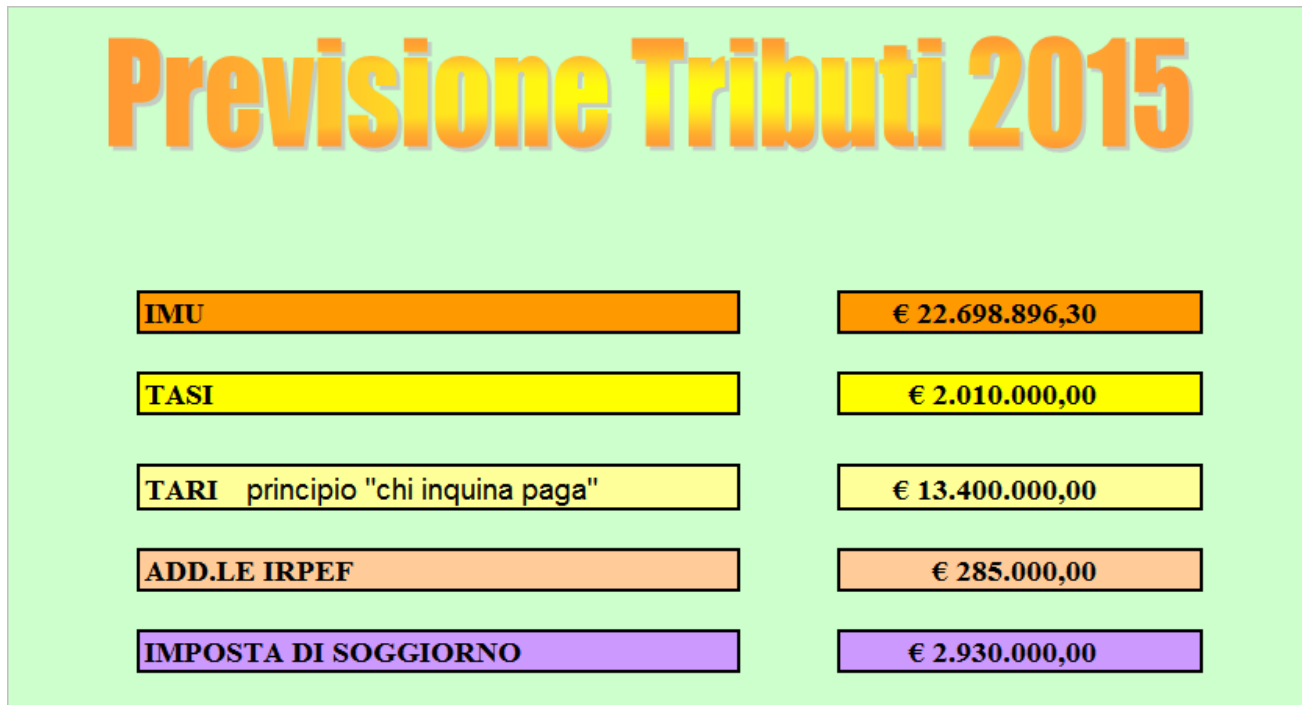 Previsione Tributi 2015
IMU € 22.698.896,30
TASI € 2.010.000,00
TARI principio "chi inquina paga" € 13.400.000,00
ADD.LE IRPEF € 285.000,00
IMPOSTA DI SOGGIORNO € 2.930.000,00